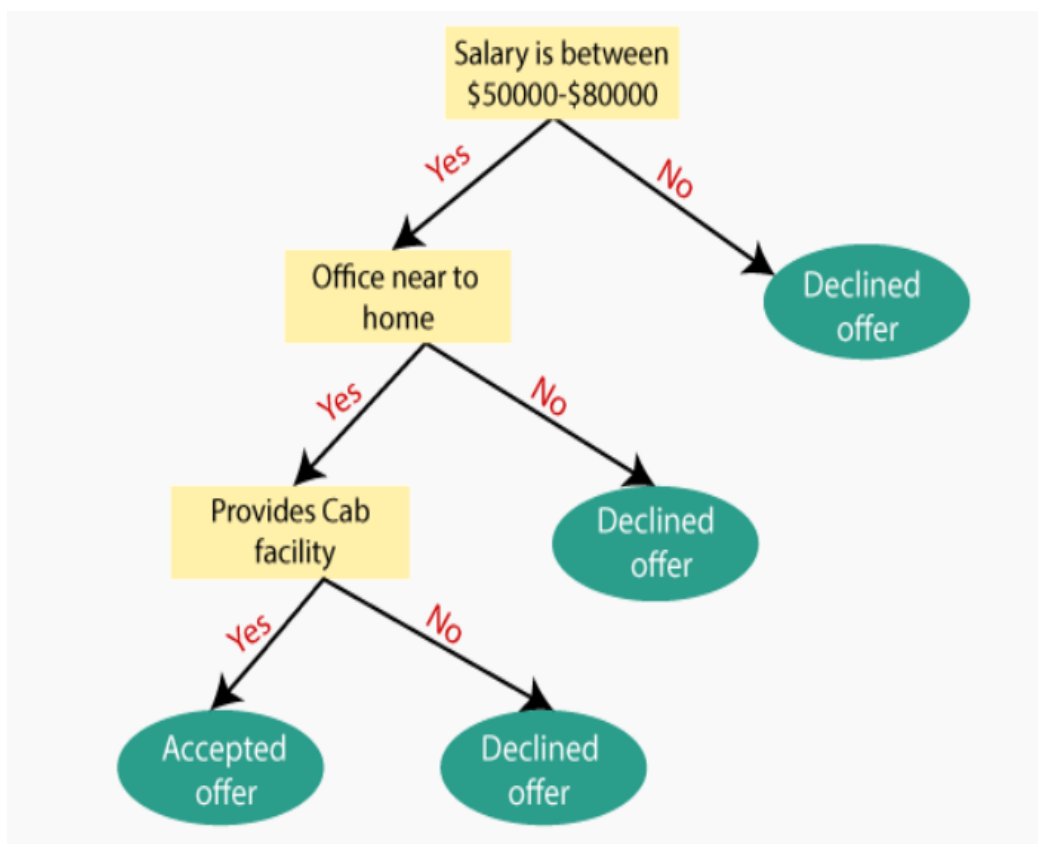 Salary is between
$50000-$80000
Yes
No
Office near to
home
Declined
offer
Yes
No
Provides Cab
facility
Declined
offer
Yes
No
Accepted
offer
Declined
offer